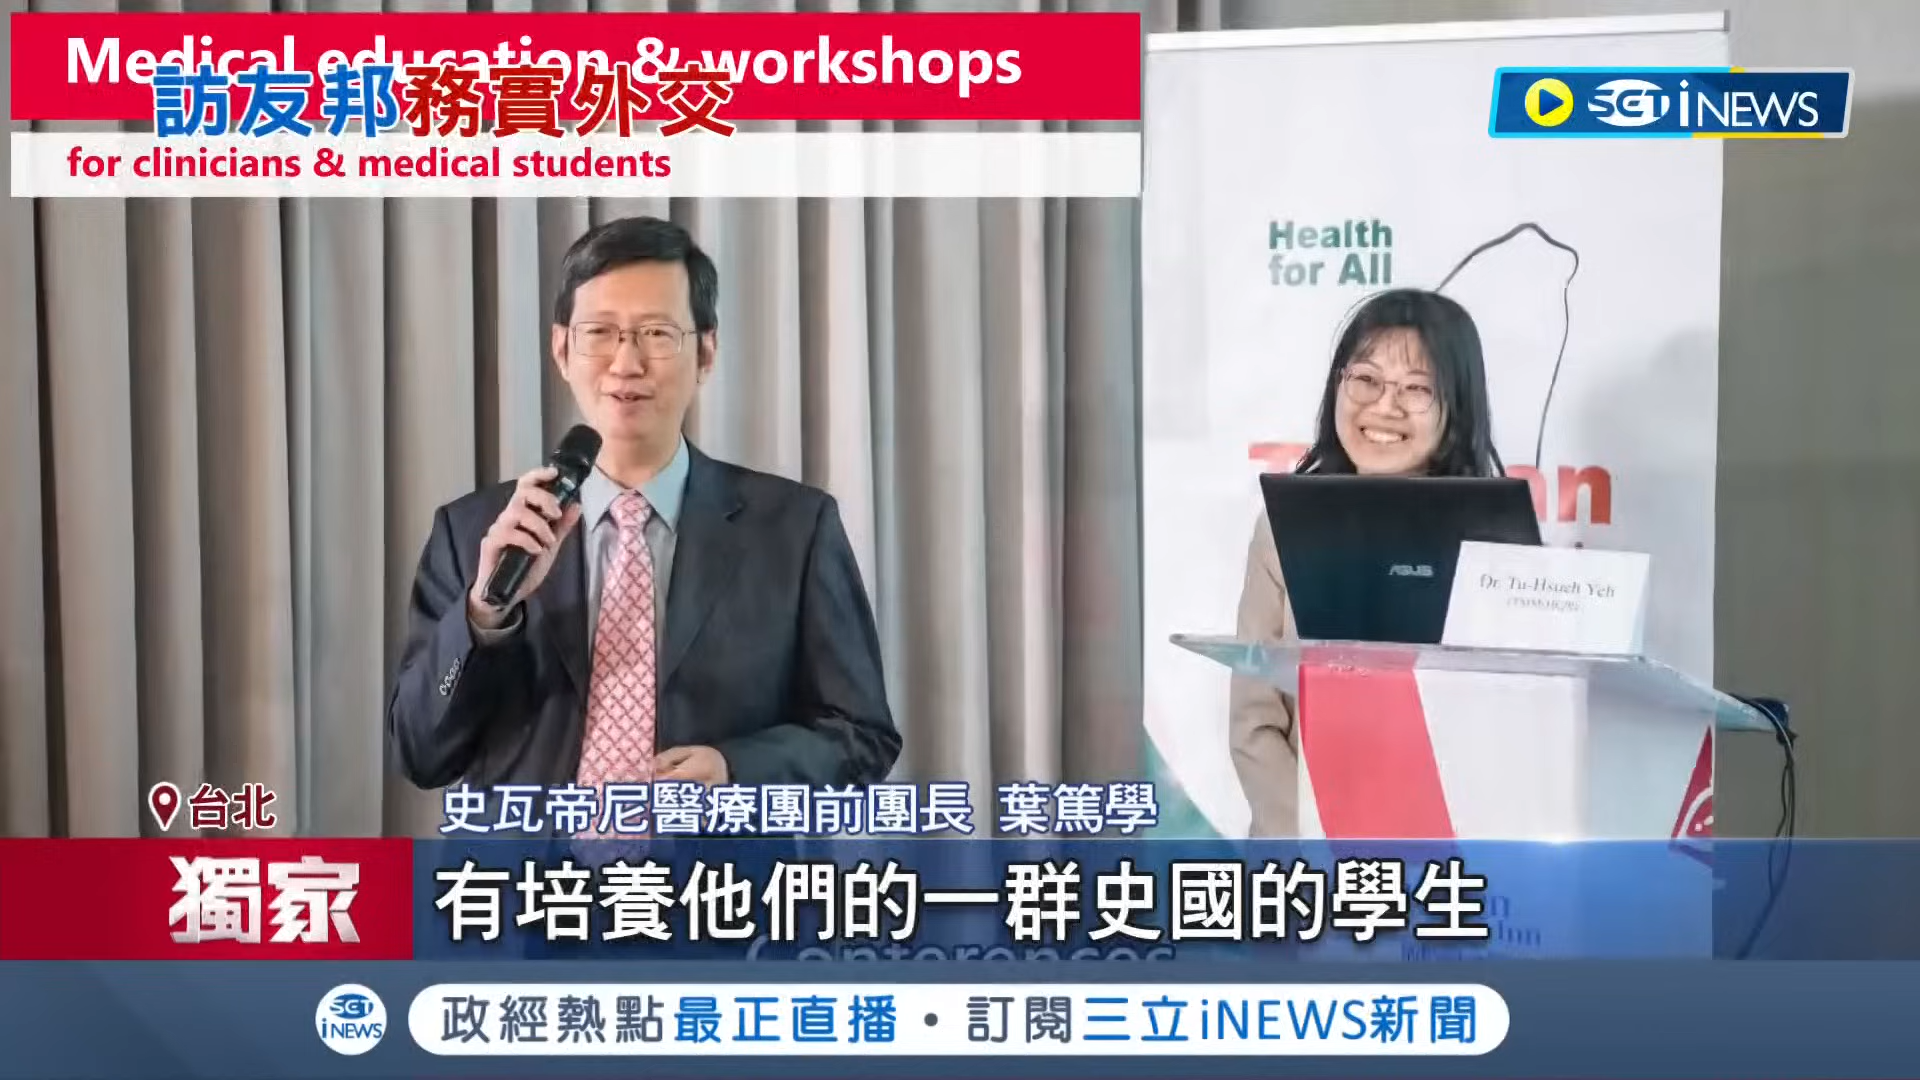 Medical education & workshops
訪友邦務實外交
for clinicians & medical students
SET iNEWS
Health
for All
ASUS
Dr. Tu-Hsueh Yeh
台北
史瓦帝尼醫療團前團長 葉篤學
獨家
有培養他們的一群史國的學生
Conferences
SET
iNEWS
政經熱點最正直播・訂閱三立iNEWS新聞